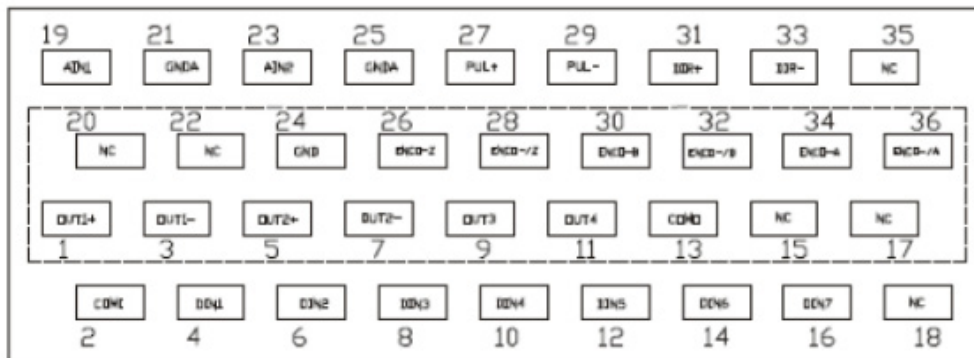 19 21 23 25 27 29 31 33 35
AIN1 GNDA AIN2 GNDA PUL+ PUL- DIR+ DIR- NC
20 22 24 26 28 30 32 34 36
NC NC GND ENCO-Z ENCO-/Z ENCO-B ENCO-/B ENCO-A ENCO-/A
OUT1+ OUT1- OUT2+ OUT2- OUT3 OUT4 COMO NC NC
1 3 5 7 9 11 13 15 17
COMI DIN1 DIN2 DIN3 DIN4 DIN5 DIN6 DIN7 NC
2 4 6 8 10 12 14 16 18